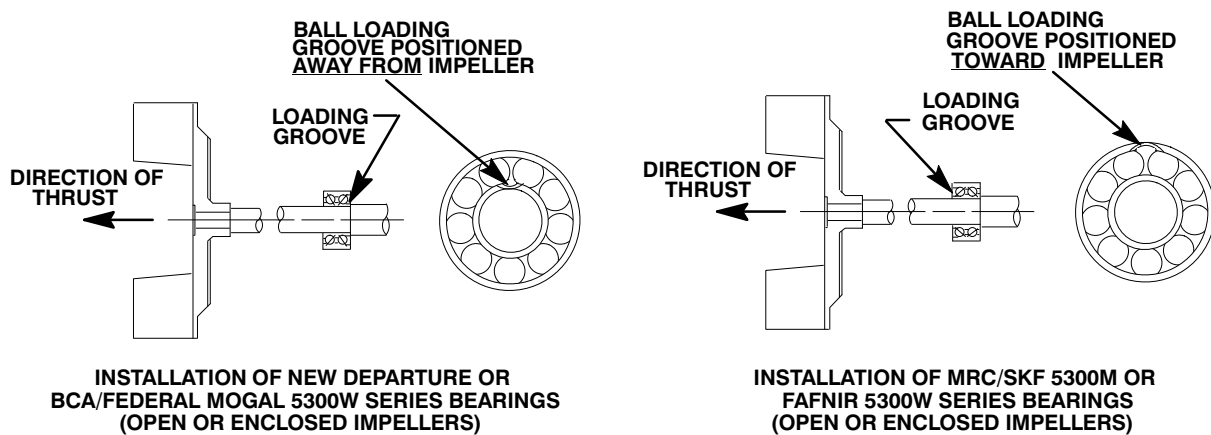 BALL LOADING
GROOVE POSITIONED
AWAY FROM IMPELLER
LOADING
GROOVE
DIRECTION OF
THRUST
INSTALLATION OF NEW DEPARTURE OR
BCA/FEDERAL MOGAL 5300W SERIES BEARINGS
(OPEN OR ENCLOSED IMPELLERS)
BALL LOADING
GROOVE POSITIONED
TOWARD IMPELLER
LOADING
GROOVE
DIRECTION OF
THRUST
INSTALLATION OF MRC/SKF 5300M OR
FAFNIR 5300W SERIES BEARINGS
(OPEN OR ENCLOSED IMPELLERS)